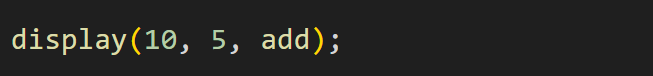 display(10, 5, add);